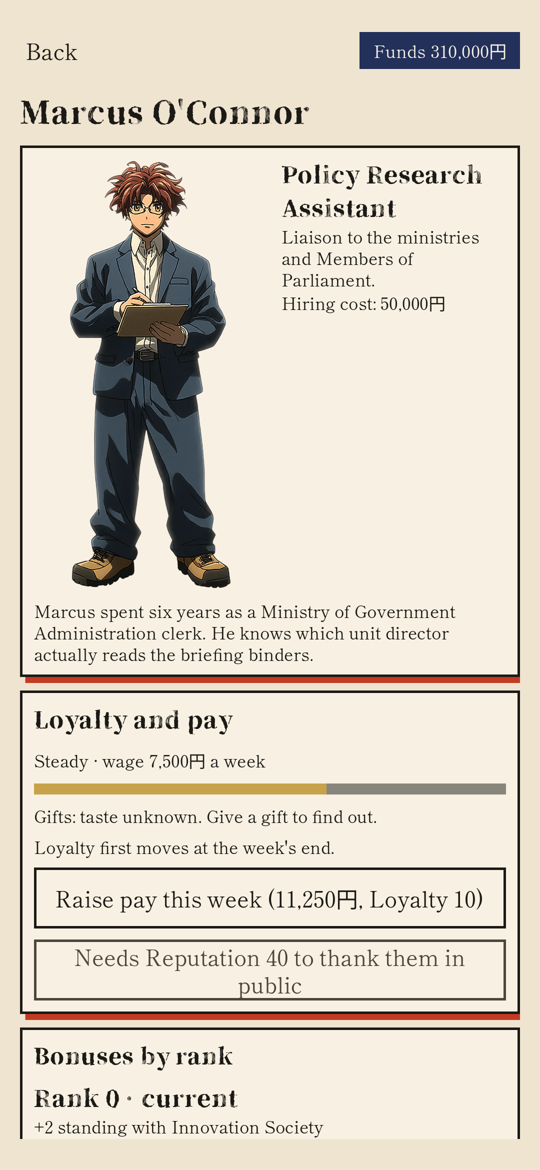 Back
Funds 310,000円
Marcus O'Connor
Policy Research
Assistant
Liaison to the ministries
and Members of
Parliament.
Hiring cost: 50,000円
Marcus spent six years as a Ministry of Government
Administration clerk. He knows which unit director
actually reads the briefing binders.
Loyalty and pay
Steady · wage 7,500円 a week
Gifts: taste unknown. Give a gift to find out.
Loyalty first moves at the week's end.
Raise pay this week (11,250円, Loyalty 10)
Needs Reputation 40 to thank them in
public
Bonuses by rank
Rank 0 · current
+2 standing with Innovation Society